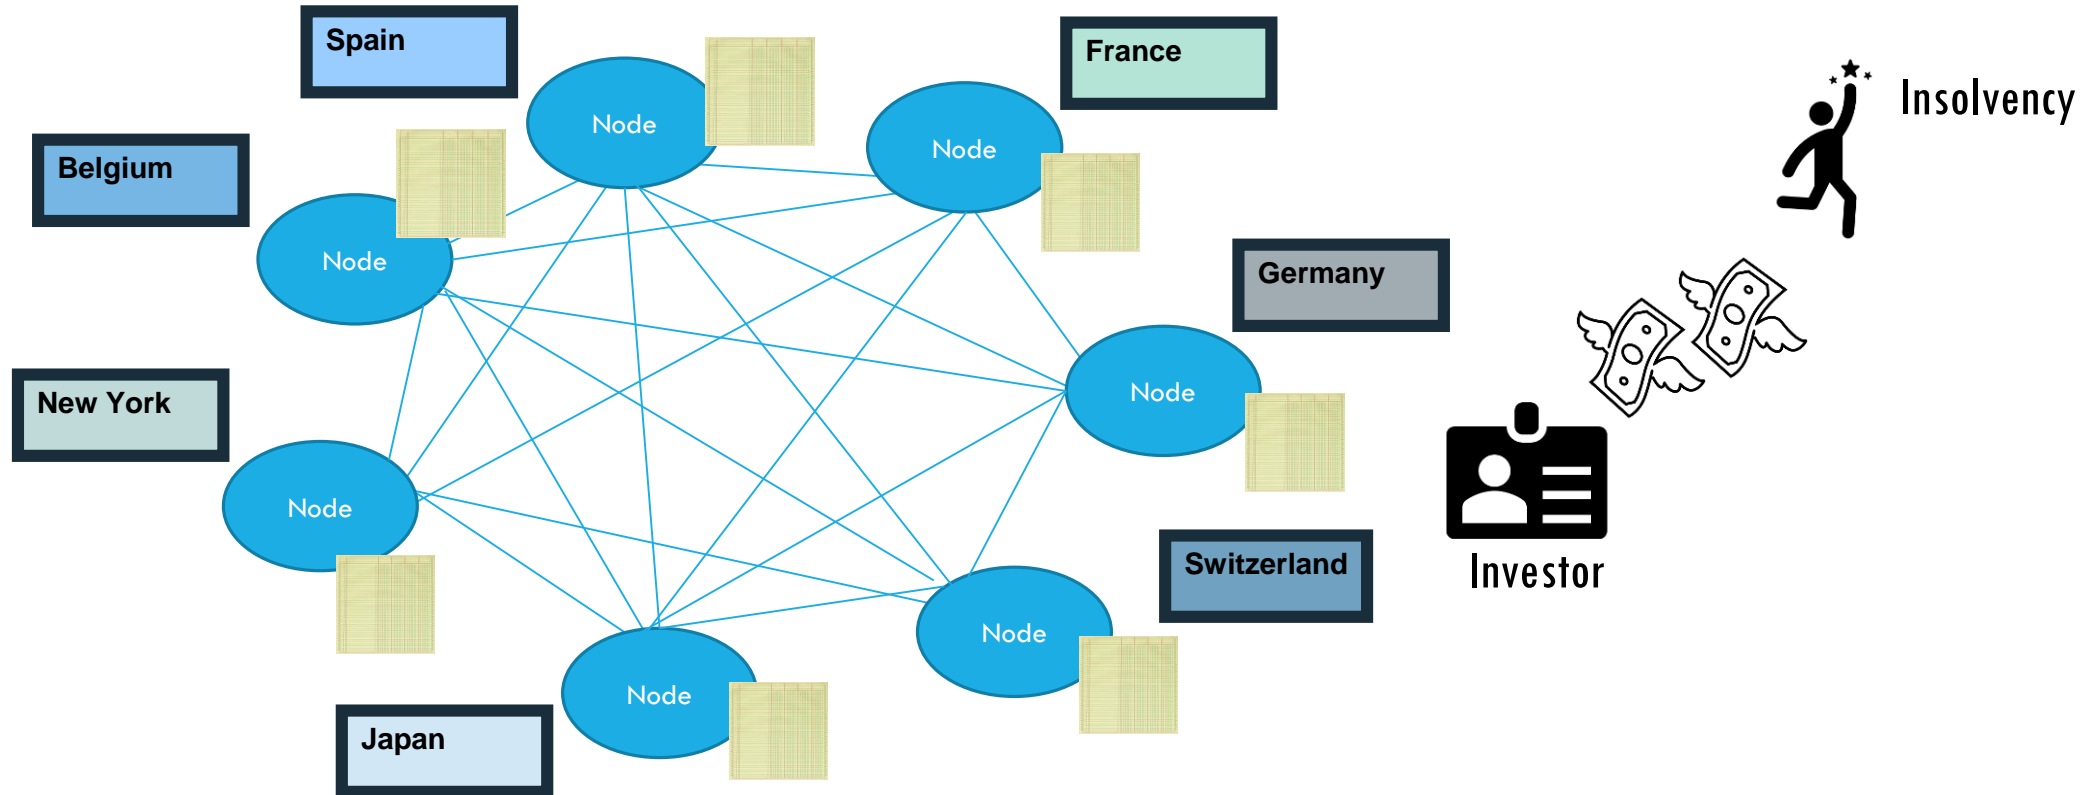 Spain
France
Insolvency
Node
Node
Belgium
Node
Germany
Node
New York
Node
Switzerland
Investor
Node
Node
Japan